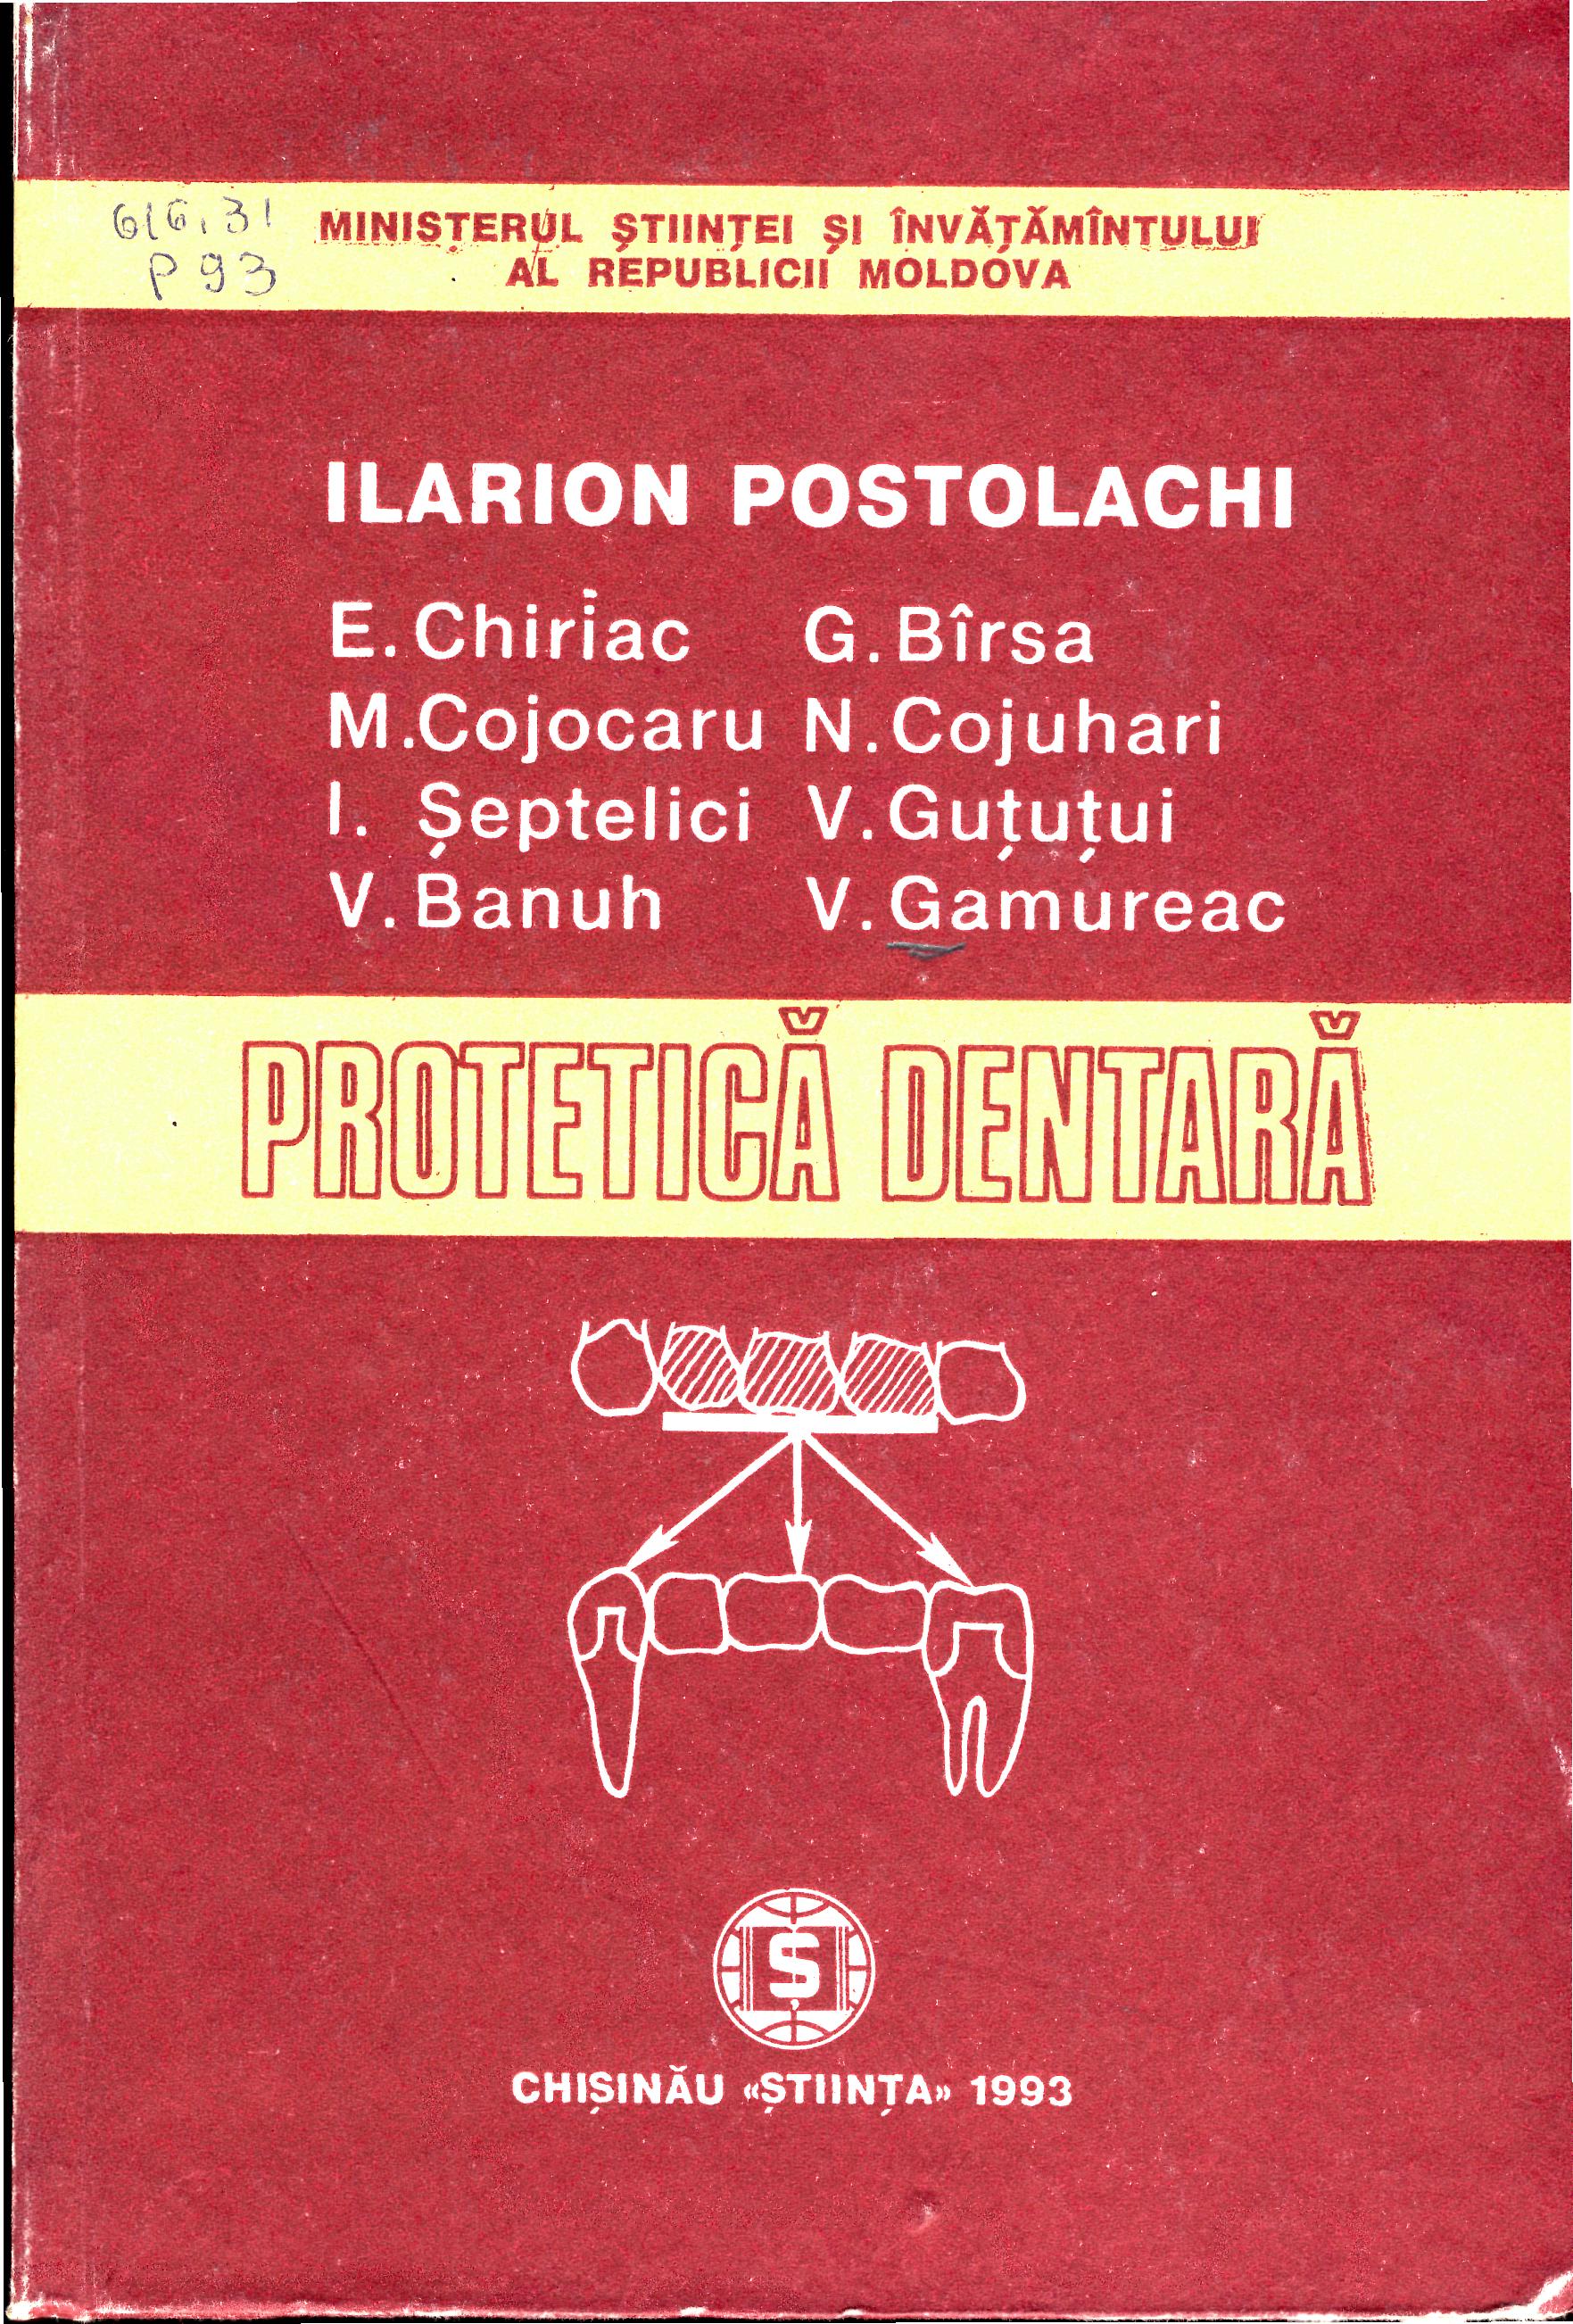 616.31
P 93
MINISTERUL ȘTIINȚEI ȘI ÎNVĂȚĂMÎNTULUI
AL REPUBLICII MOLDOVA
ILARION POSTOLACHI
E. Chiriac G. Bîrsa
M. Cojocaru N. Cojuhari
I. Șeptelici V. Guțuțui
V. Banuh V. Gamureac
PROTETICĂ DENTARĂ
Ș
CHIȘINĂU «ȘTIINȚA» 1993